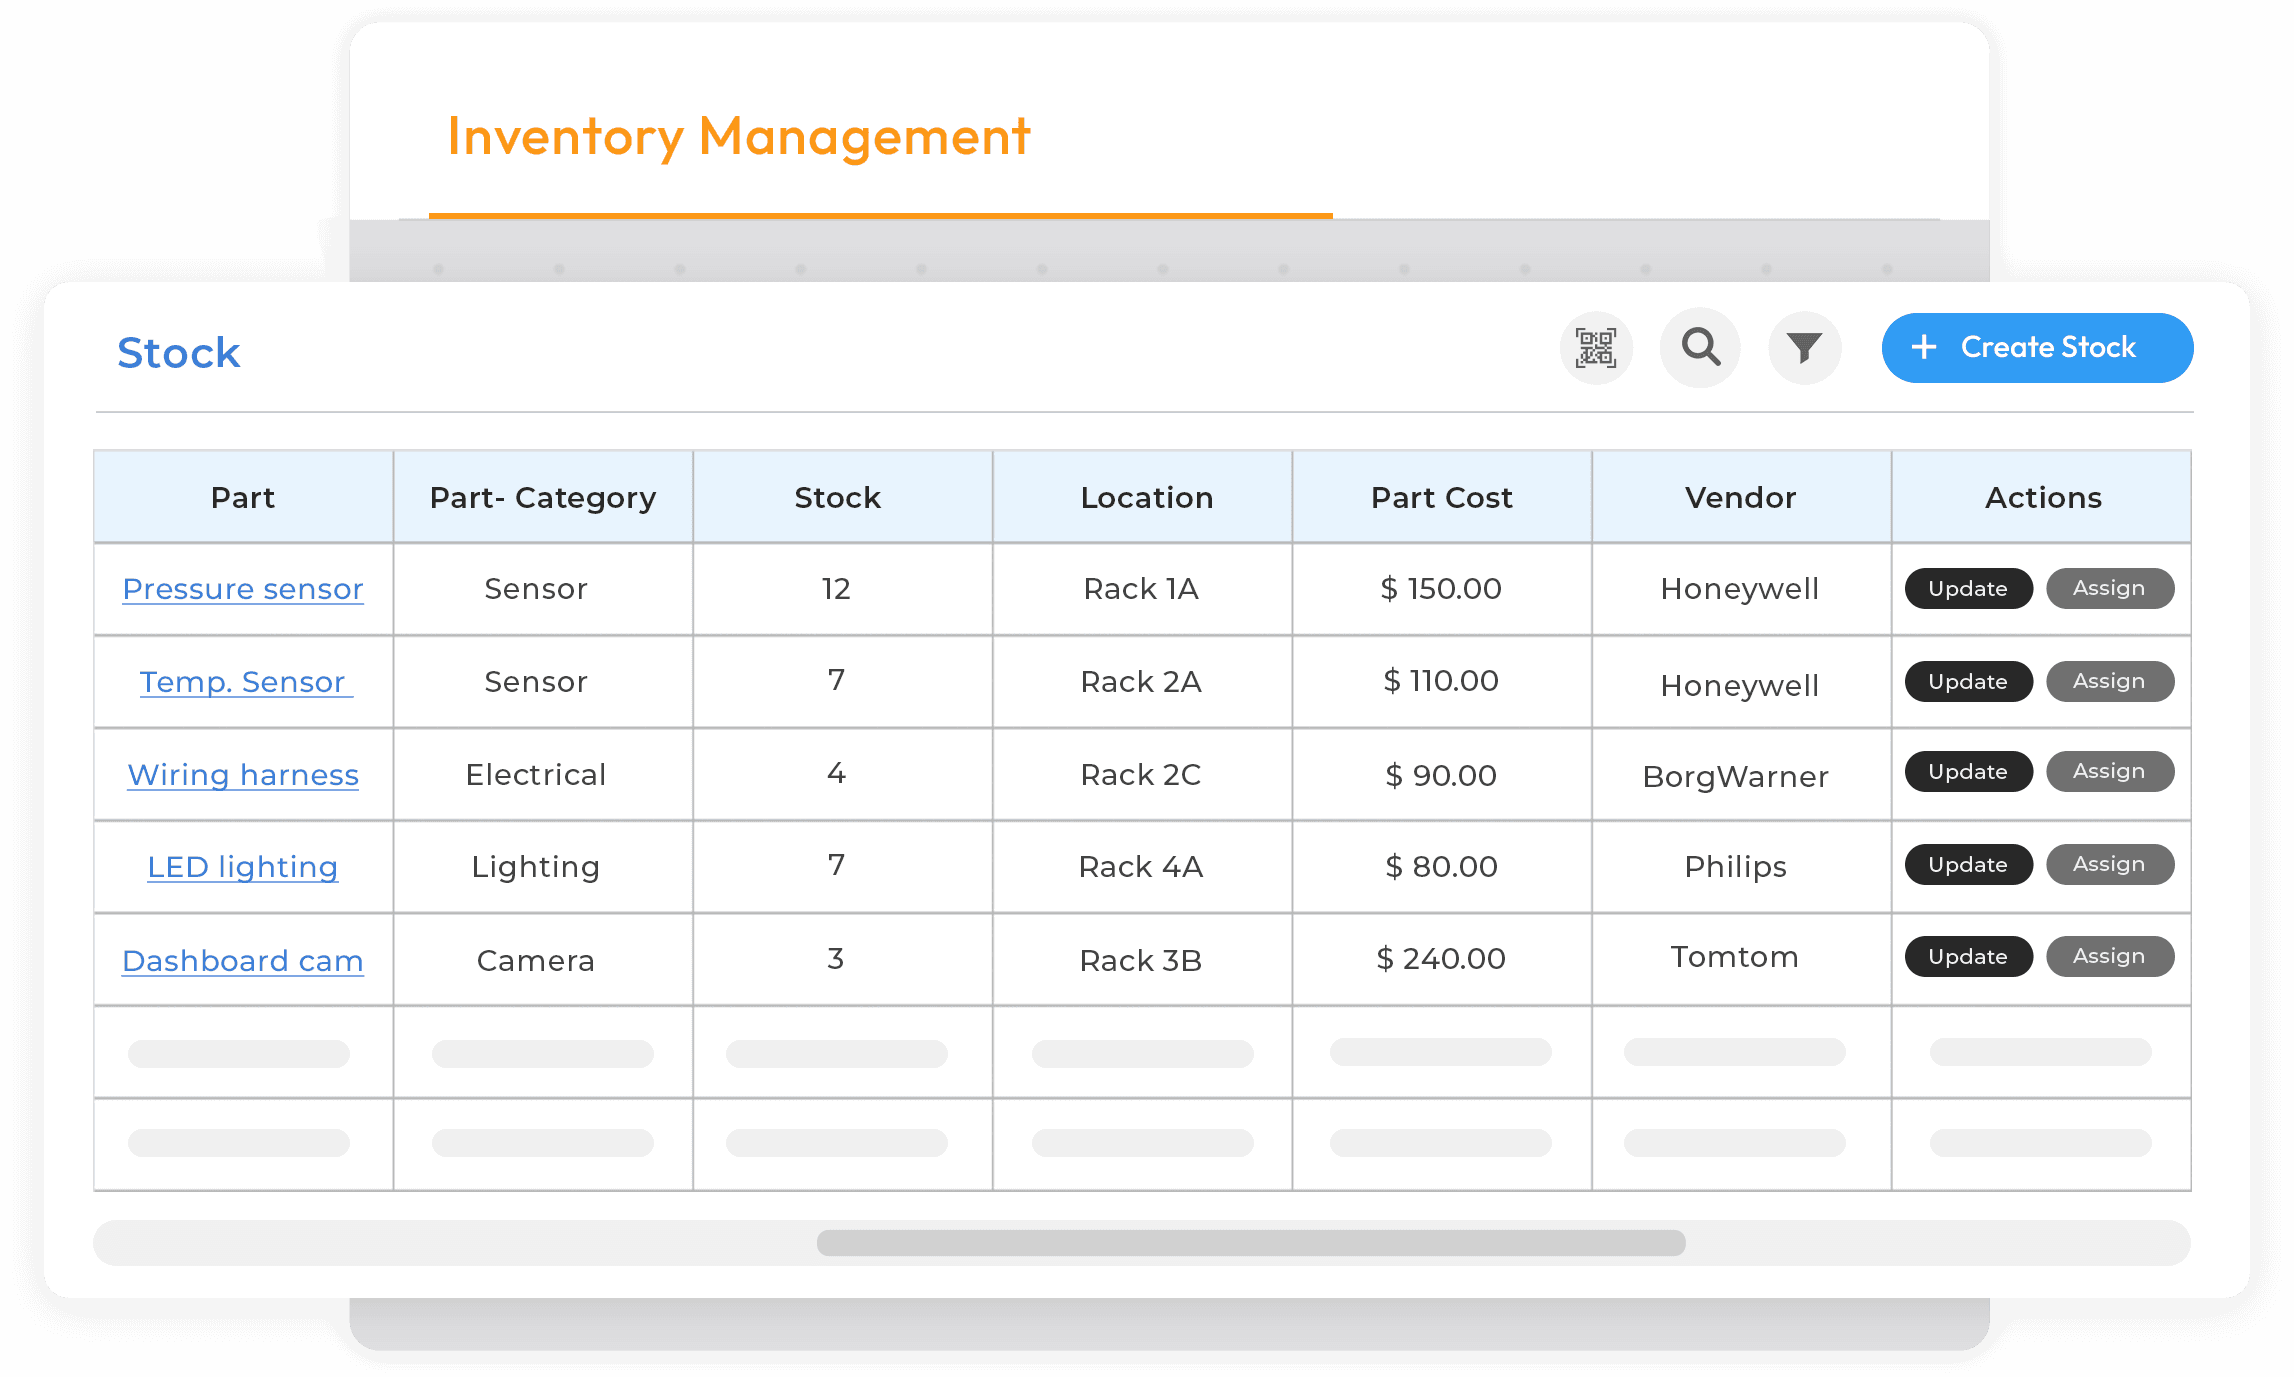 Inventory Management
Stock
+ Create Stock
Part Part- Category Stock Location Part Cost Vendor Actions
Pressure sensor Sensor 12 Rack 1A $ 150.00 Honeywell Update Assign
Temp. Sensor Sensor 7 Rack 2A $ 110.00 Honeywell Update Assign
Wiring harness Electrical 4 Rack 2C $ 90.00 BorgWarner Update Assign
LED lighting Lighting 7 Rack 4A $ 80.00 Philips Update Assign
Dashboard cam Camera 3 Rack 3B $ 240.00 Tomtom Update Assign